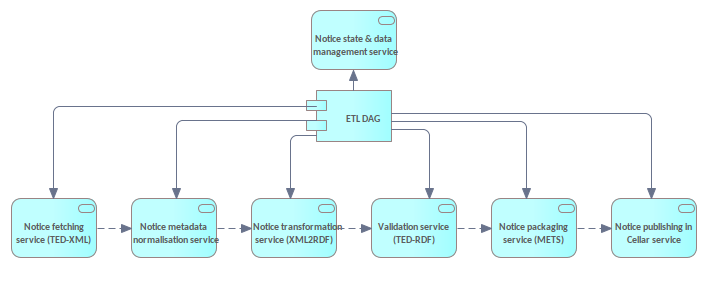 Notice state & data
management service
ETL DAG
Notice fetching
service (TED-XML)
Notice metadata
normalisation service
Notice transformation
service (XML2RDF)
Validation service
(TED-RDF)
Notice packaging
service (METS)
Notice publishing in
Cellar service